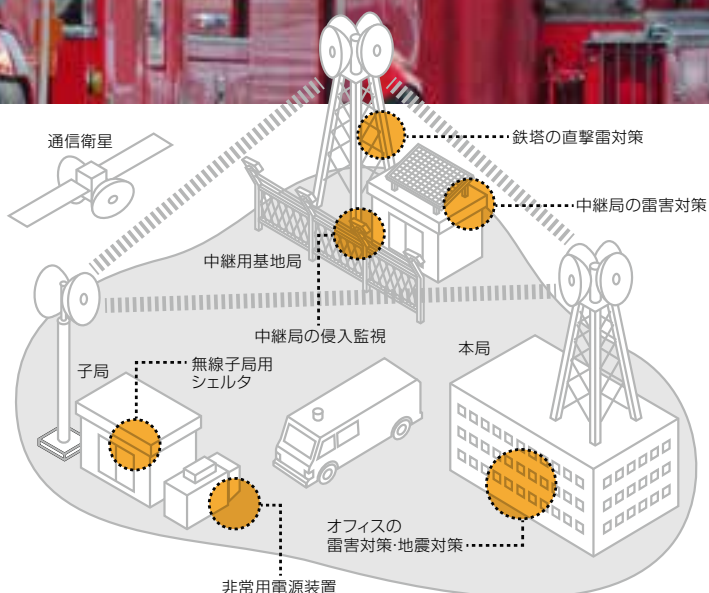 通信衛星
鉄塔の直撃雷対策
中継局の雷害対策
中継用基地局
中継局の侵入監視
本局
子局
無線子局用
シェルタ
オフィスの
雷害対策･地震対策
非常用電源装置